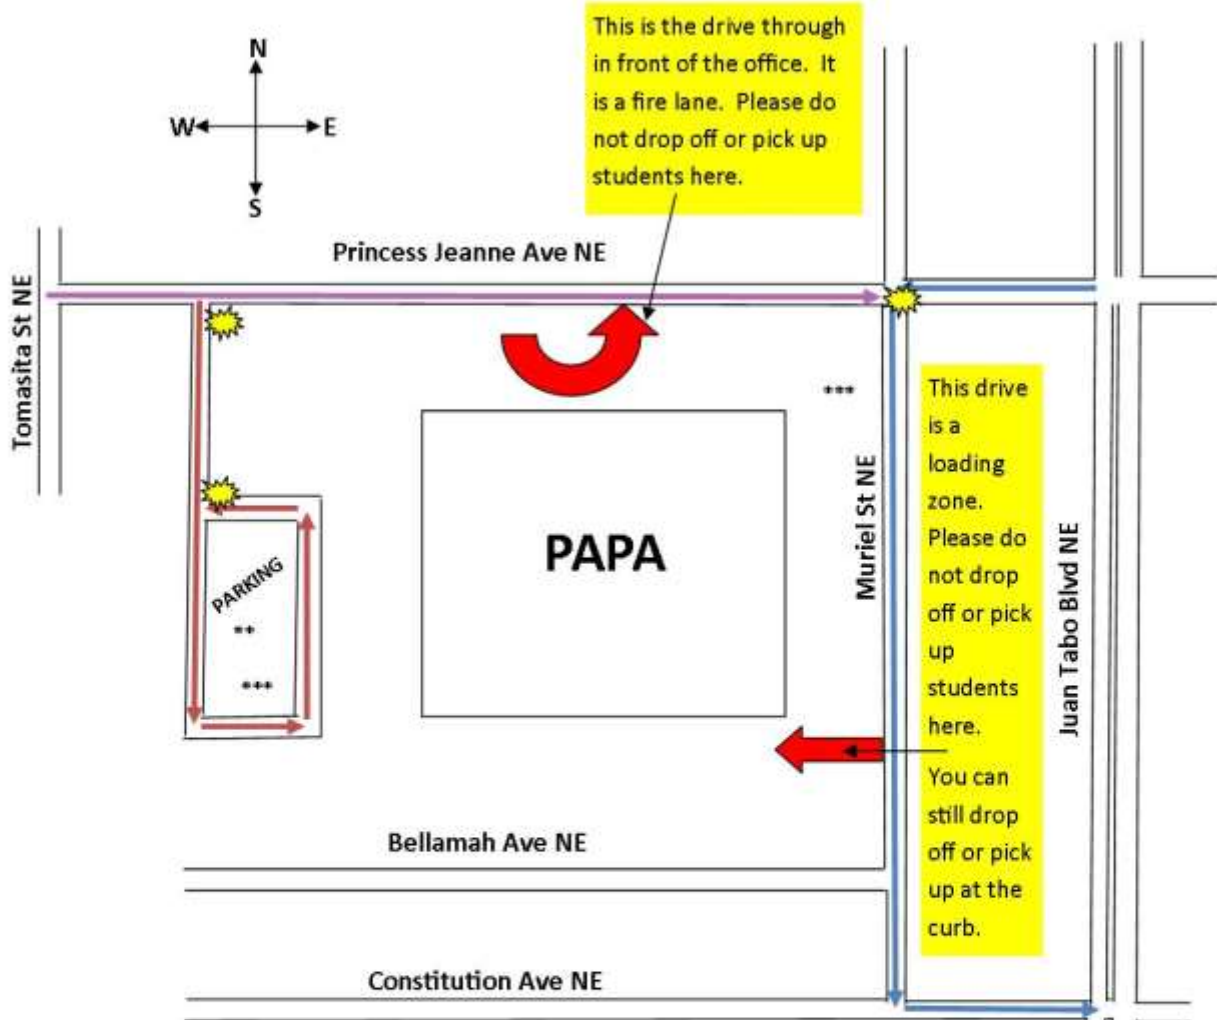 This is the drive through
in front of the office. It
is a fire lane. Please do
not drop off or pick up
students here.
N
W
E
S
Princess Jeanne Ave NE
Tomasita St NE
***
This drive
is a
loading
zone.
Please do
not drop
off or pick
up
students
here.
You can
still drop
off or pick
up at the
curb.
Muriel St NE
Juan Tabo Blvd NE
PAPA
PARKING
**
***
Bellamah Ave NE
Constitution Ave NE